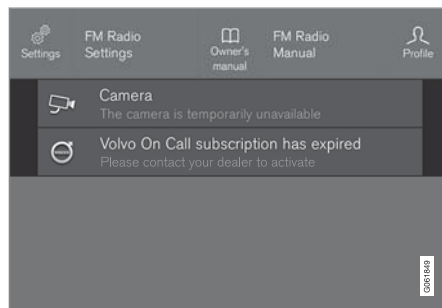 Settings
FM Radio
Settings
Owner's
manual
FM Radio
Manual
Profile
Camera
The camera is temporarily unavailable
Volvo On Call subscription has expired
Please contact your dealer to activate
G061849